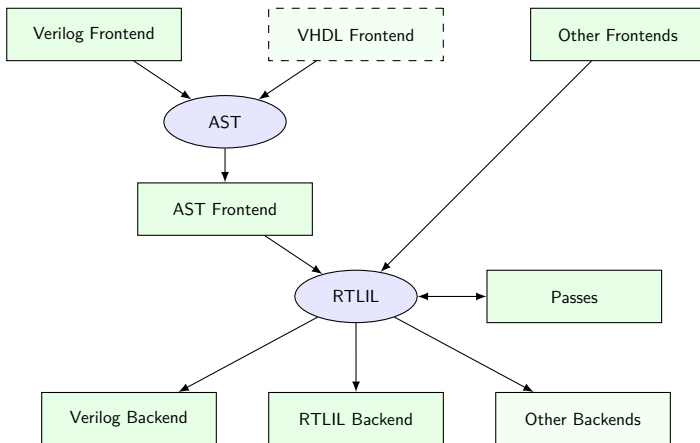 Verilog Frontend
VHDL Frontend
Other Frontends
AST
AST Frontend
RTLIL
Passes
Verilog Backend
RTLIL Backend
Other Backends